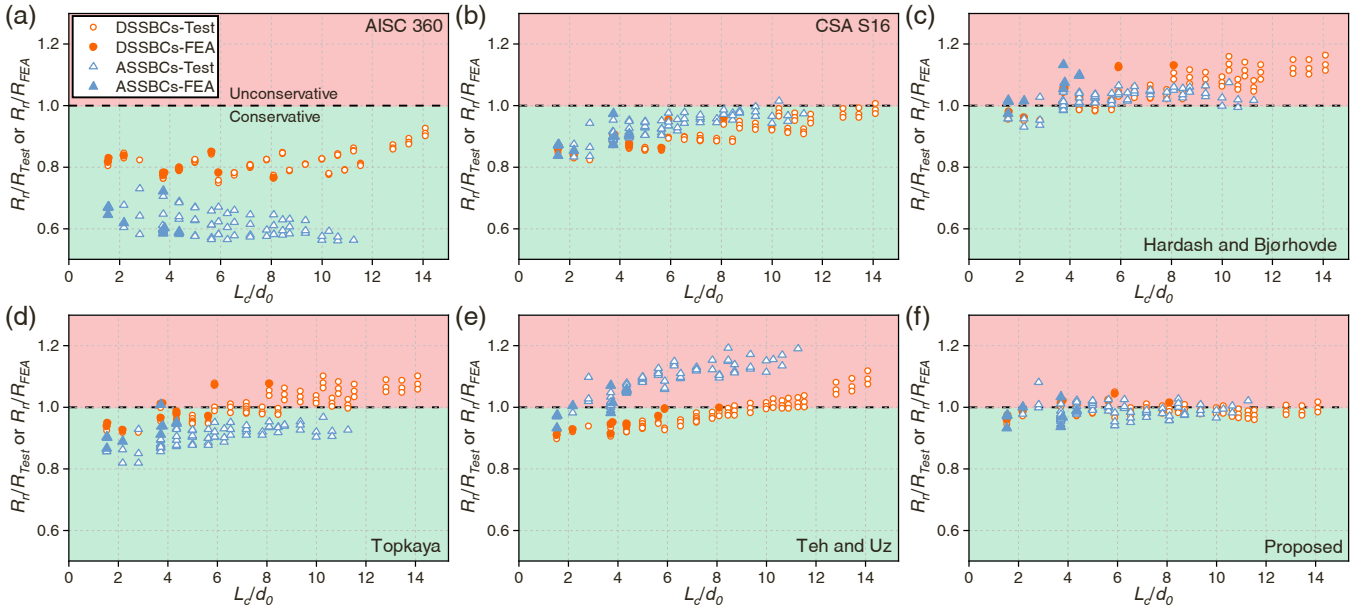 (a)
AISC 360
DSSBCs-Test
DSSBCs-FEA
ASSBCs-Test
ASSBCs-FEA
Unconservative
Conservative
1.2
1.0
0.8
0.6
R_n/R_Test or R_n/R_FEA
0 2 4 6 8 10 12 14
L_c/d_0
(b)
CSA S16
1.2
1.0
0.8
0.6
R_n/R_Test or R_n/R_FEA
0 2 4 6 8 10 12 14
L_c/d_0
(c)
1.2
1.0
0.8
0.6
R_n/R_Test or R_n/R_FEA
Hardash and Bjørhovde
0 2 4 6 8 10 12 14
L_c/d_0
(d)
1.2
1.0
0.8
0.6
R_n/R_Test or R_n/R_FEA
Topkaya
0 2 4 6 8 10 12 14
L_c/d_0
(e)
1.2
1.0
0.8
0.6
R_n/R_Test or R_n/R_FEA
Teh and Uz
0 2 4 6 8 10 12 14
L_c/d_0
(f)
1.2
1.0
0.8
0.6
R_n/R_Test or R_n/R_FEA
Proposed
0 2 4 6 8 10 12 14
L_c/d_0